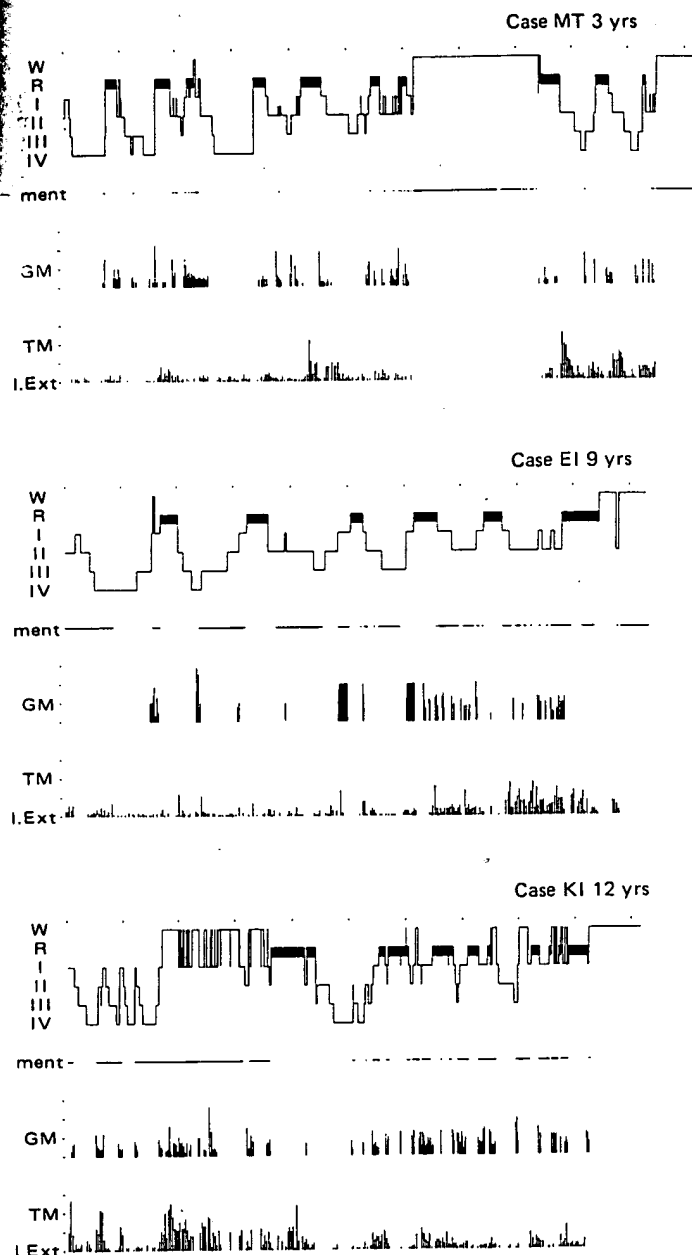 Case MT 3 yrs
W
R
I
II
III
IV
ment
GM
TM
I.Ext
Case EI 9 yrs
W
R
I
II
III
IV
ment
GM
TM
I.Ext
Case KI 12 yrs
W
R
I
II
III
IV
ment
GM
TM
I.Ext